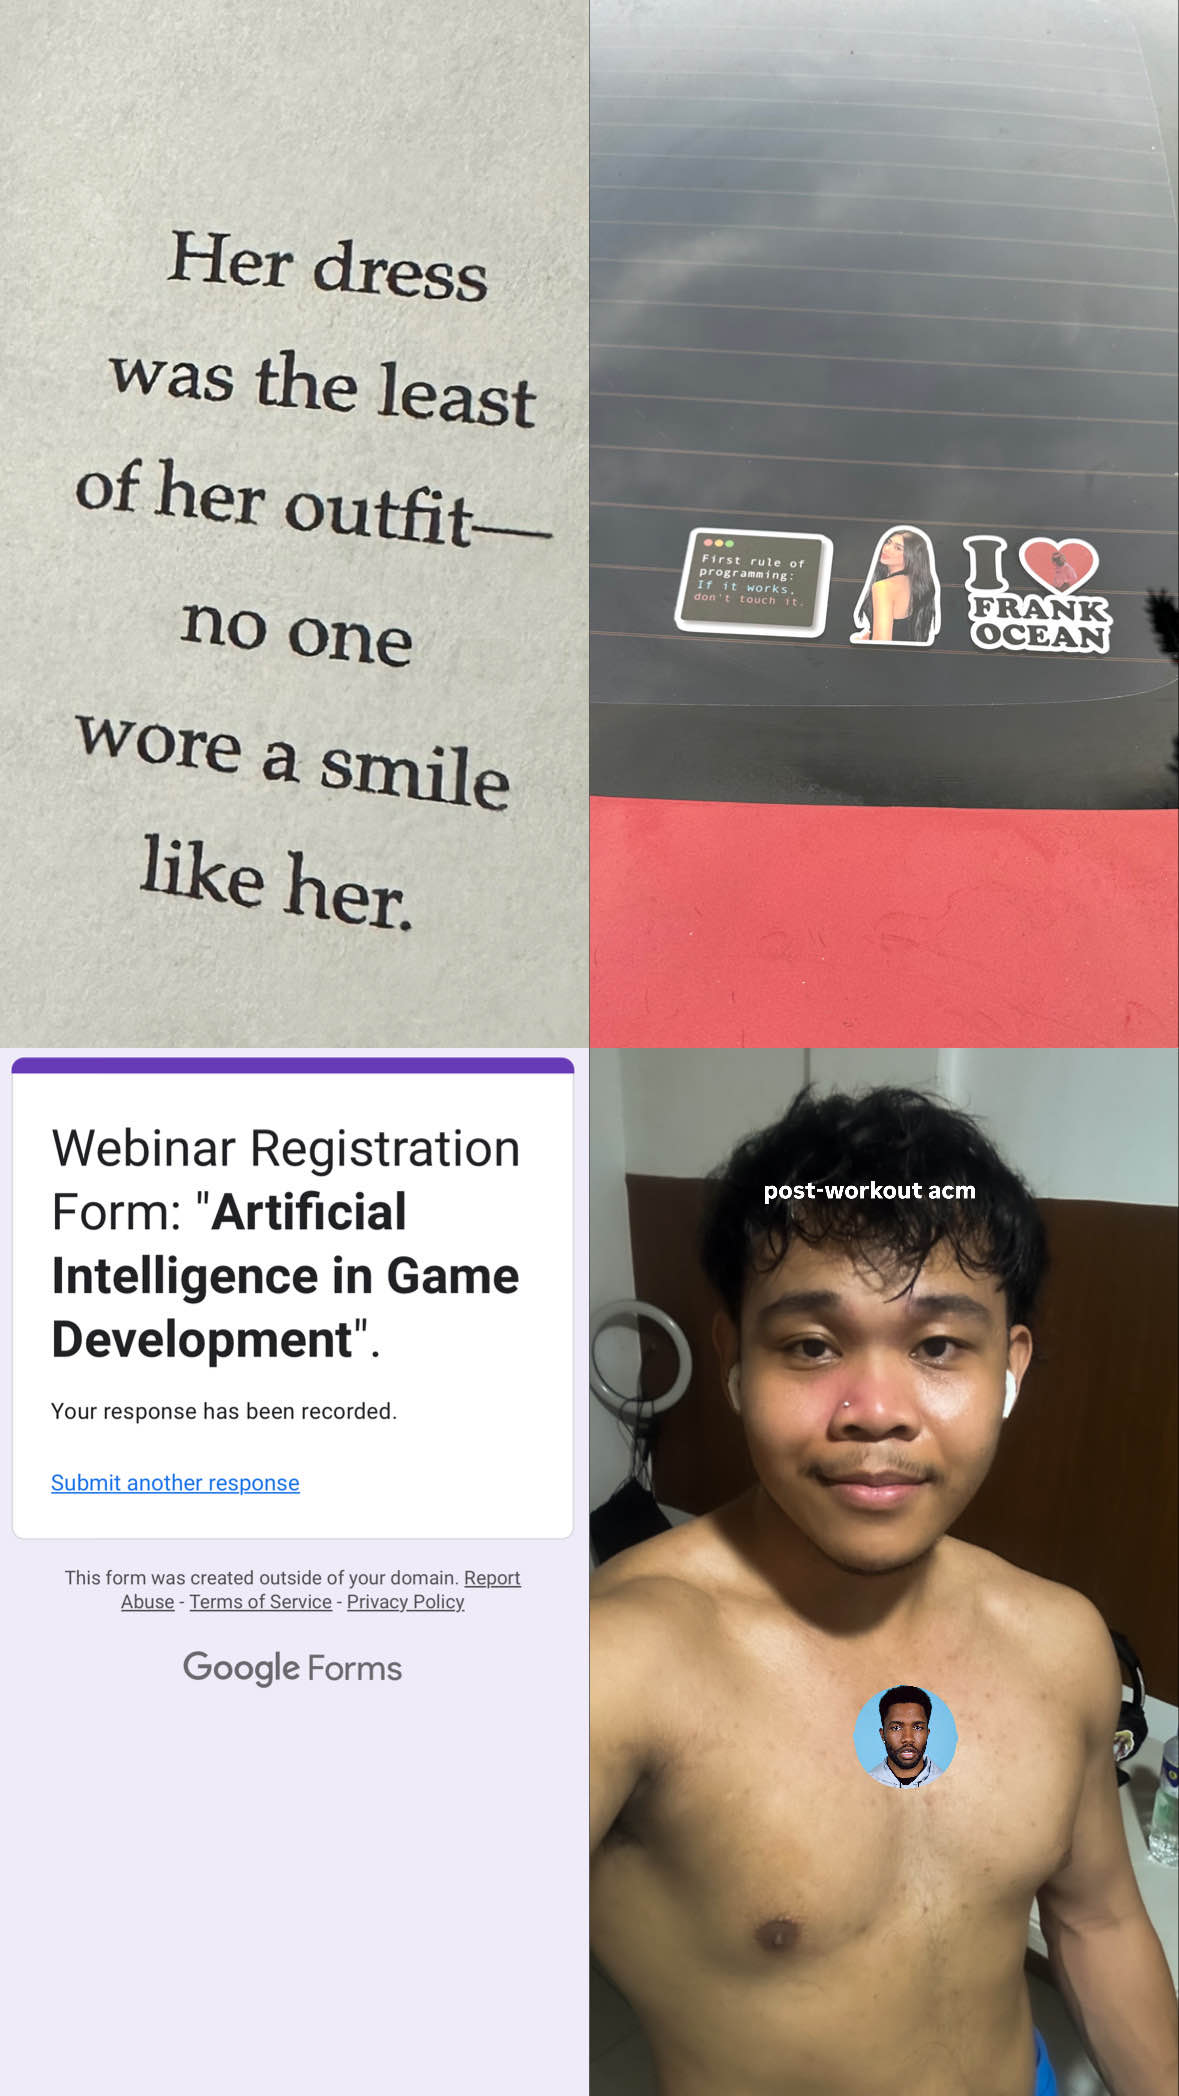 Her dress
was the least
of her outfit—
no one
wore a smile
like her.
First rule of
programming:
If it works.
don't touch it.
I
FRANK
OCEAN
Webinar Registration
Form: "Artificial
Intelligence in Game
Development".
Your response has been recorded.
Submit another response
This form was created outside of your domain. Report
Abuse - Terms of Service - Privacy Policy
Google Forms
post-workout acm